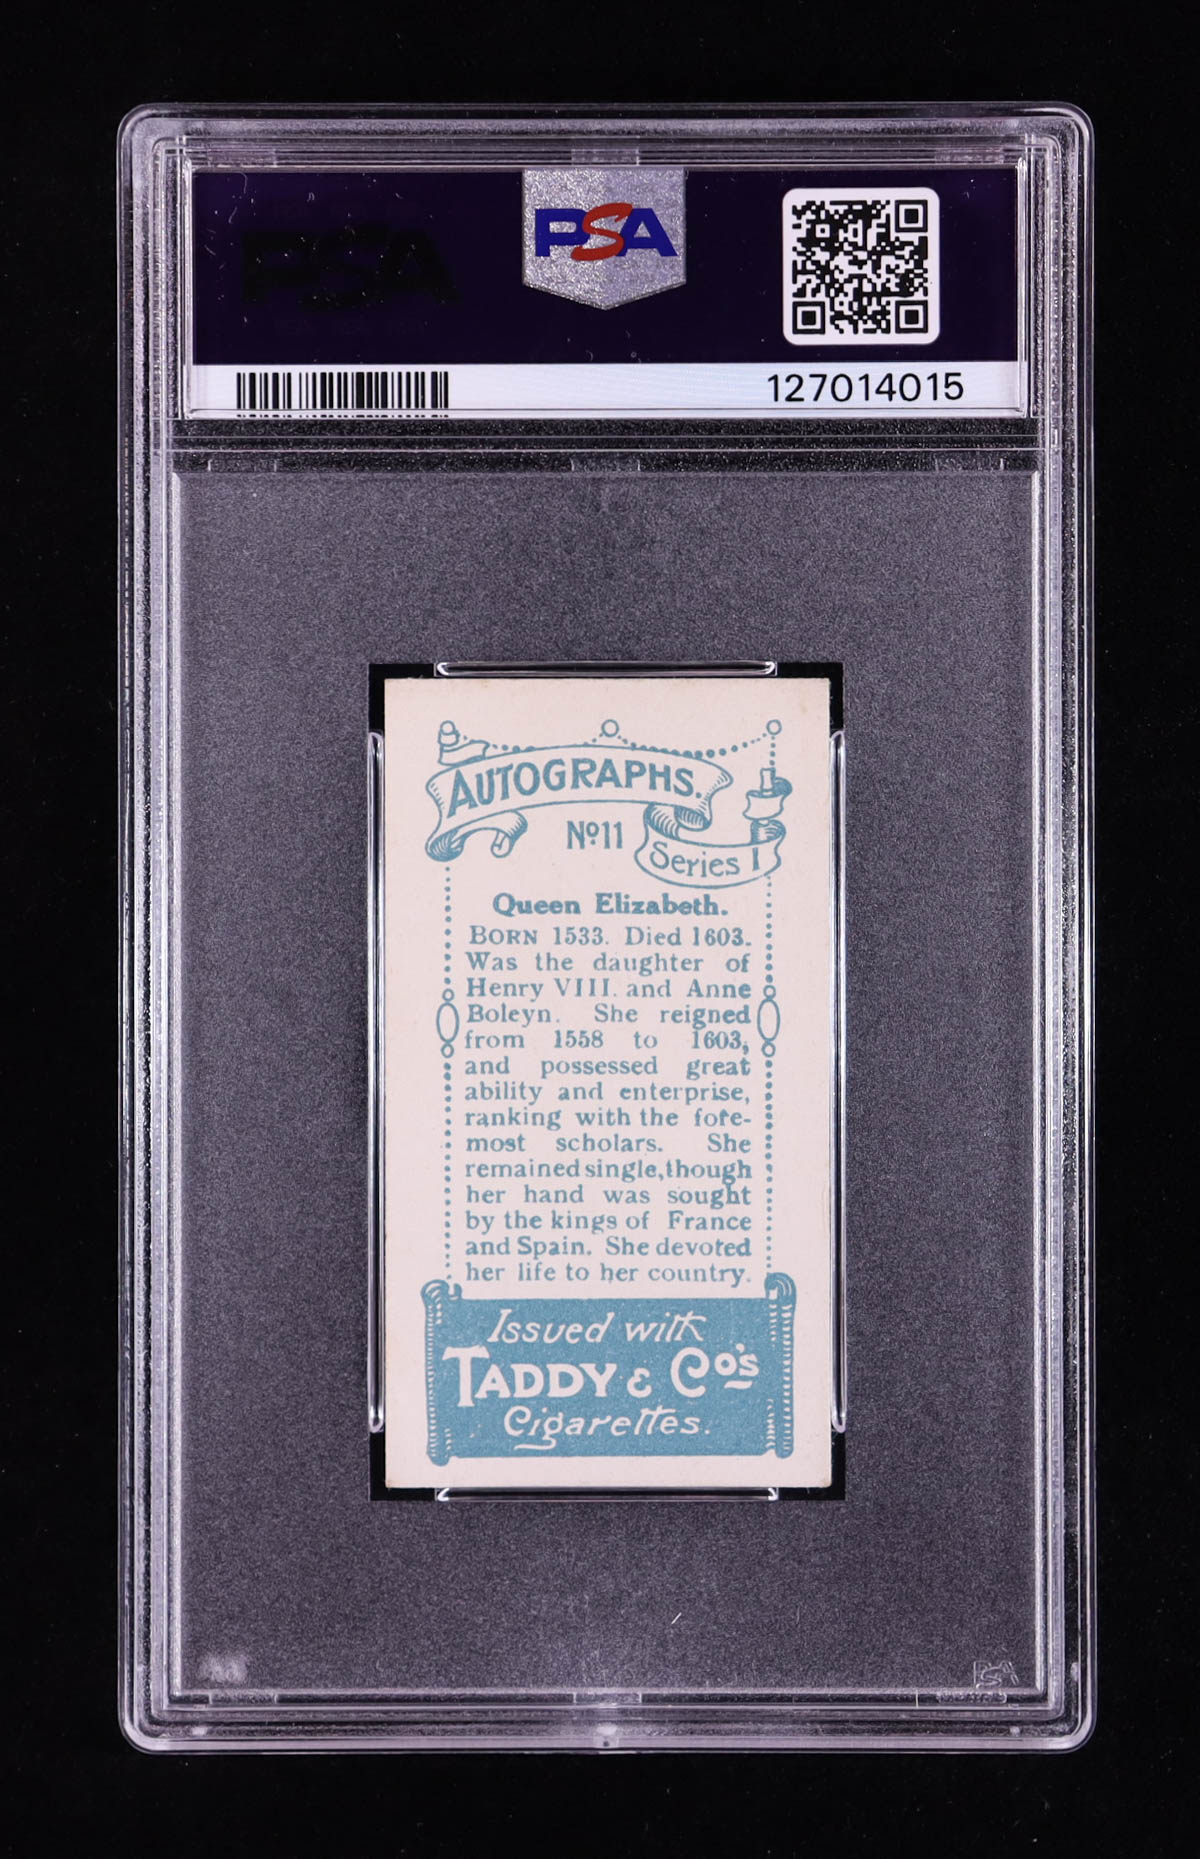 PSA
127014015
AUTOGRAPHS.
Nº11
Series 1
Queen Elizabeth.
BORN 1533. Died 1603.
Was the daughter of
Henry VIII. and Anne
Boleyn. She reigned
from 1558 to 1603,
and possessed great
ability and enterprise,
ranking with the fore-
most scholars. She
remained single, though
her hand was sought
by the kings of France
and Spain. She devoted
her life to her country.
Issued with
TADDY & Co's
Cigarettes.
PSA